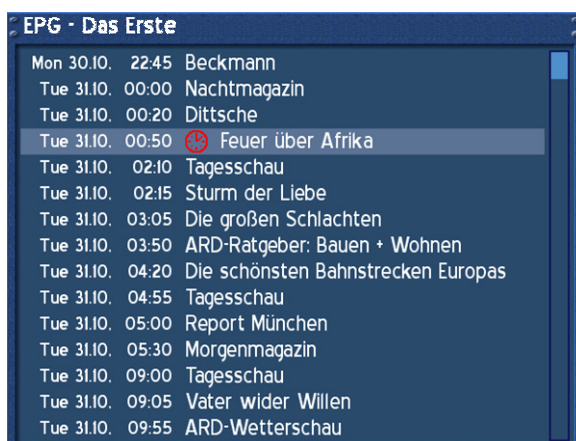 EPG - Das Erste
Mon 30.10. 22:45 Beckmann
Tue 31.10. 00:00 Nachtmagazin
Tue 31.10. 00:20 Dittsche
Tue 31.10. 00:50 Feuer über Afrika
Tue 31.10. 02:10 Tagesschau
Tue 31.10. 02:15 Sturm der Liebe
Tue 31.10. 03:05 Die großen Schlachten
Tue 31.10. 03:50 ARD-Ratgeber: Bauen + Wohnen
Tue 31.10. 04:20 Die schönsten Bahnstrecken Europas
Tue 31.10. 04:55 Tagesschau
Tue 31.10. 05:00 Report München
Tue 31.10. 05:30 Morgenmagazin
Tue 31.10. 09:00 Tagesschau
Tue 31.10. 09:05 Vater wider Willen
Tue 31.10. 09:55 ARD-Wetterschau